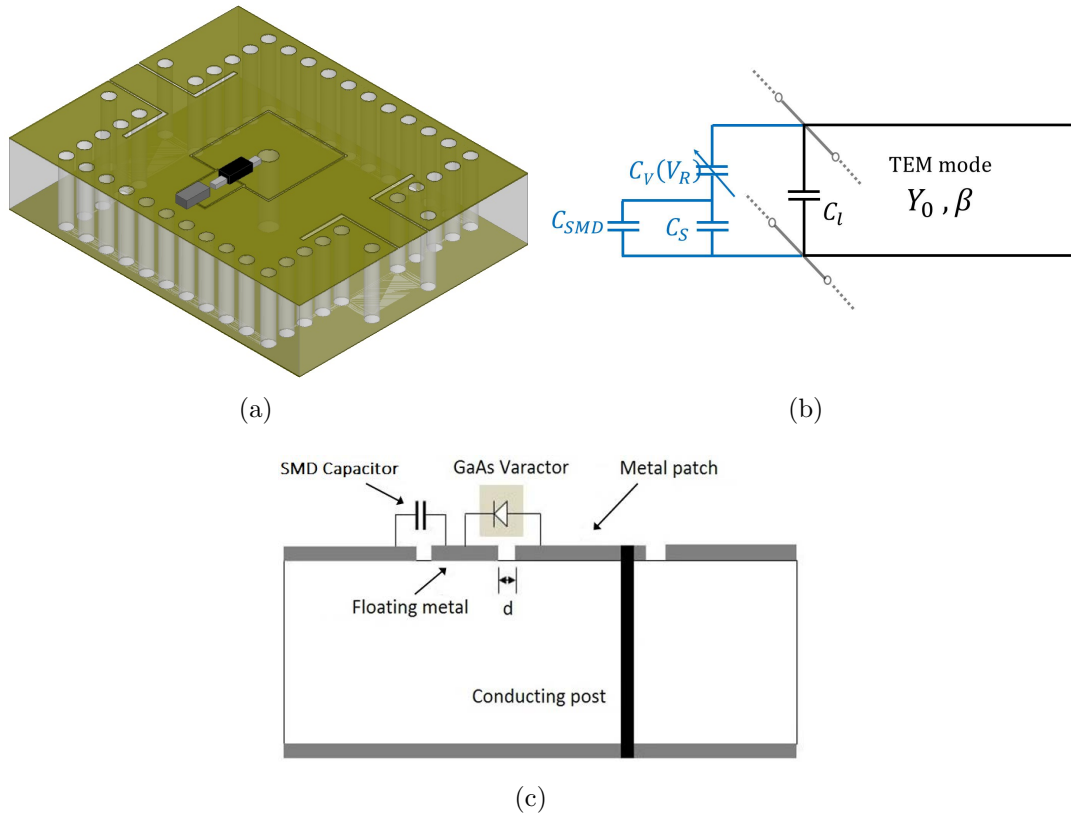 (a)
C_V(V_R)
C_SMD
C_S
C_l
TEM mode
Y_0 , β
(b)
SMD Capacitor
GaAs Varactor
Metal patch
Floating metal
d
Conducting post
(c)